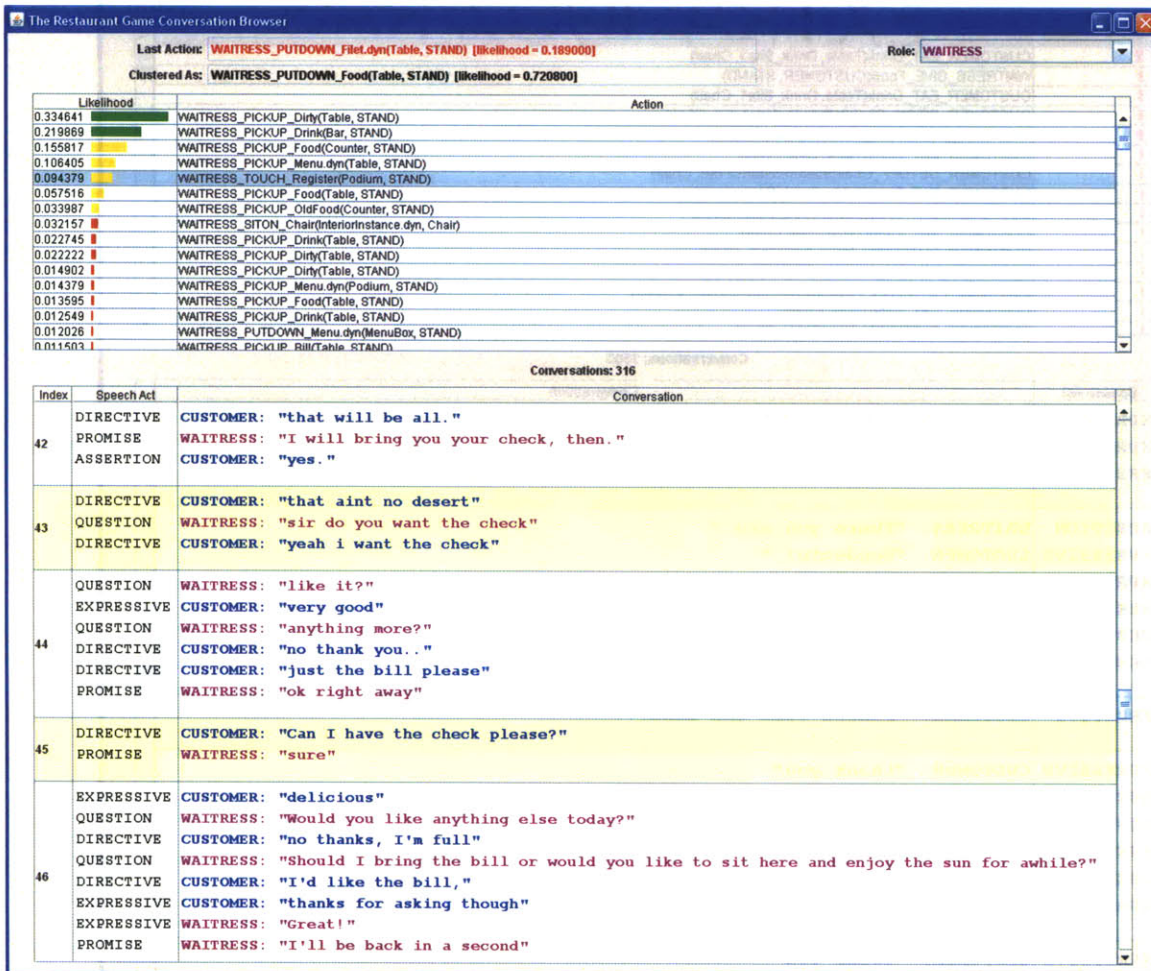 The Restaurant Game Conversation Browser
Last Action: WAITRESS_PUTDOWN_Filet.dyn(Table, STAND) [likelihood = 0.189000] Role: WAITRESS
Clustered As: WAITRESS_PUTDOWN_Food(Table, STAND) [likelihood = 0.720800]
Likelihood Action
0.334641 WAITRESS_PICKUP_Dirty(Table, STAND)
0.219869 WAITRESS_PICKUP_Drink(Bar, STAND)
0.155817 WAITRESS_PICKUP_Food(Counter, STAND)
0.106405 WAITRESS_PICKUP_Menu.dyn(Table, STAND)
0.094379 WAITRESS_TOUCH_Register(Podium, STAND)
0.057516 WAITRESS_PICKUP_Food(Table, STAND)
0.033987 WAITRESS_PICKUP_OldFood(Counter, STAND)
0.032157 WAITRESS_SITON_Chair(InteriorInstance.dyn, Chair)
0.022745 WAITRESS_PICKUP_Drink(Table, STAND)
0.022222 WAITRESS_PICKUP_Dirty(Table, STAND)
0.014902 WAITRESS_PICKUP_Dirty(Table, STAND)
0.014379 WAITRESS_PICKUP_Menu.dyn(Podium, STAND)
0.013595 WAITRESS_PICKUP_Food(Table, STAND)
0.012549 WAITRESS_PICKUP_Drink(Table, STAND)
0.012026 WAITRESS_PUTDOWN_Menu.dyn(MenuBox, STAND)
0.011503 WAITRESS_PICKUP_Bill(Table, STAND)
Conversations: 316
Index Speech Act Conversation
DIRECTIVE CUSTOMER: "that will be all."
42 PROMISE WAITRESS: "I will bring you your check, then."
ASSERTION CUSTOMER: "yes."
DIRECTIVE CUSTOMER: "that aint no desert"
43 QUESTION WAITRESS: "sir do you want the check"
DIRECTIVE CUSTOMER: "yeah i want the check"
QUESTION WAITRESS: "like it?"
EXPRESSIVE CUSTOMER: "very good"
QUESTION WAITRESS: "anything more?"
44 DIRECTIVE CUSTOMER: "no thank you.."
DIRECTIVE CUSTOMER: "just the bill please"
PROMISE WAITRESS: "ok right away"
DIRECTIVE CUSTOMER: "Can I have the check please?"
45 PROMISE WAITRESS: "sure"
EXPRESSIVE CUSTOMER: "delicious"
QUESTION WAITRESS: "Would you like anything else today?"
DIRECTIVE CUSTOMER: "no thanks, I'm full"
QUESTION WAITRESS: "Should I bring the bill or would you like to sit here and enjoy the sun for awhile?"
46 DIRECTIVE CUSTOMER: "I'd like the bill,"
EXPRESSIVE CUSTOMER: "thanks for asking though"
EXPRESSIVE WAITRESS: "Great!"
PROMISE WAITRESS: "I'll be back in a second"